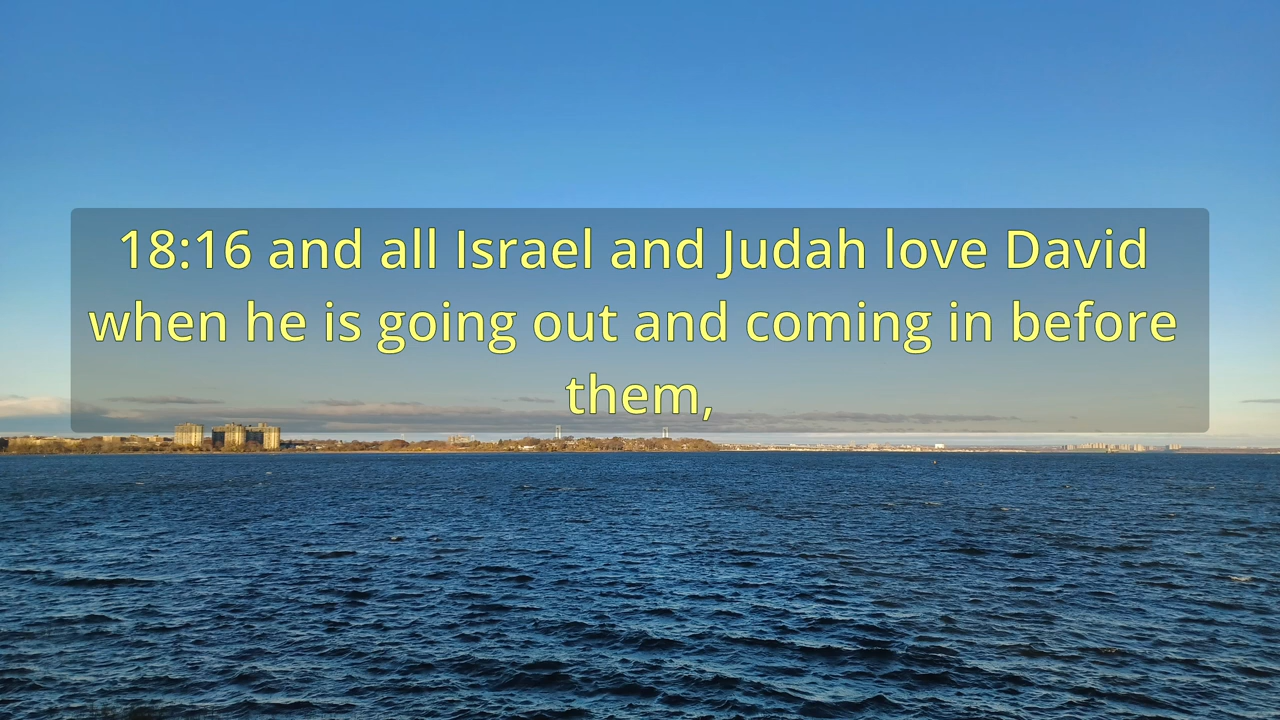 18:16 and all Israel and Judah love David
when he is going out and coming in before
them,